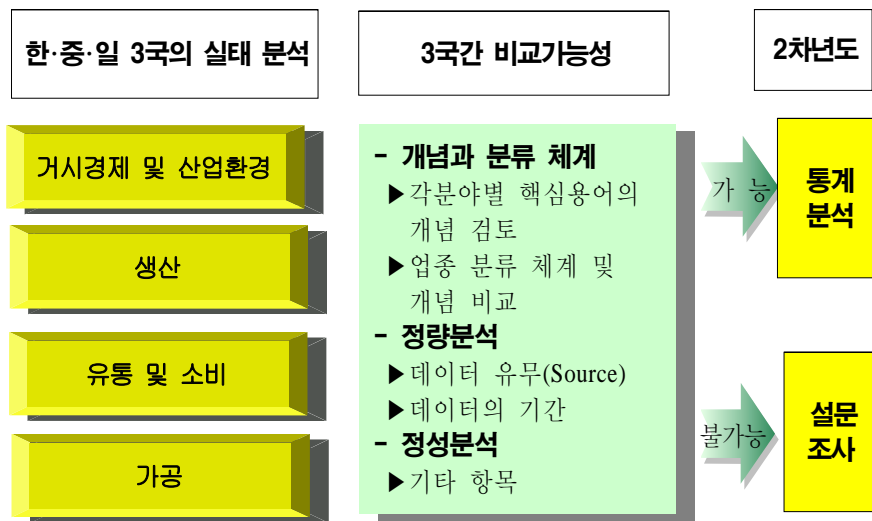 한·중·일 3국의 실태 분석
3국간 비교가능성
2차년도
거시경제 및 산업환경
생산
유통 및 소비
가공
- 개념과 분류 체계
▶각분야별 핵심용어의
개념 검토
▶업종 분류 체계 및
개념 비교
- 정량분석
▶데이터 유무(Source)
▶데이터의 기간
- 정성분석
▶기타 항목
가 능
불가능
통계
분석
설문
조사